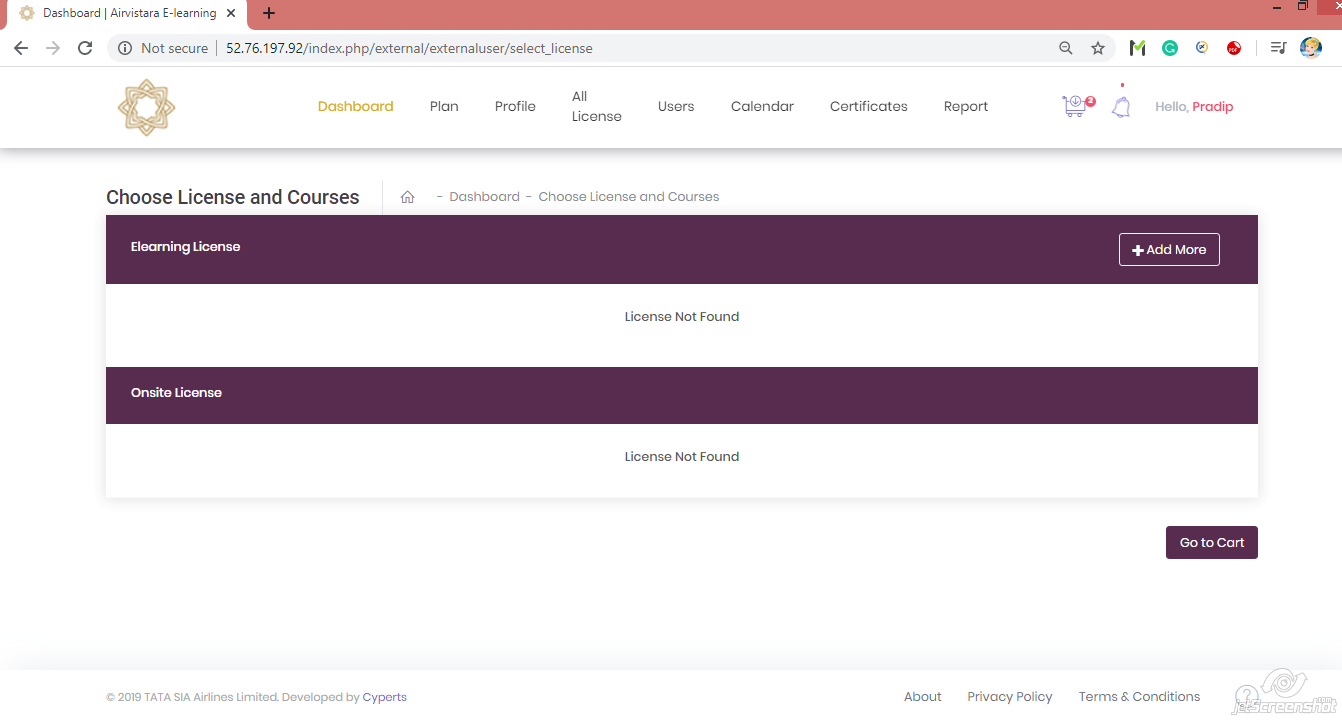 Dashboard | Airvistara E-learning
Not secure
52.76.197.92/index.php/external/externaluser/select_license
Dashboard
Plan
Profile
All License
Users
Calendar
Certificates
Report
2
Hello, Pradip
Choose License and Courses
- Dashboard - Choose License and Courses
Elearning License
Add More
License Not Found
Onsite License
License Not Found
Go to Cart
© 2019 TATA SIA Airlines Limited. Developed by Cyperts
About
Privacy Policy
Terms & Conditions
?
jetScreenshot.com